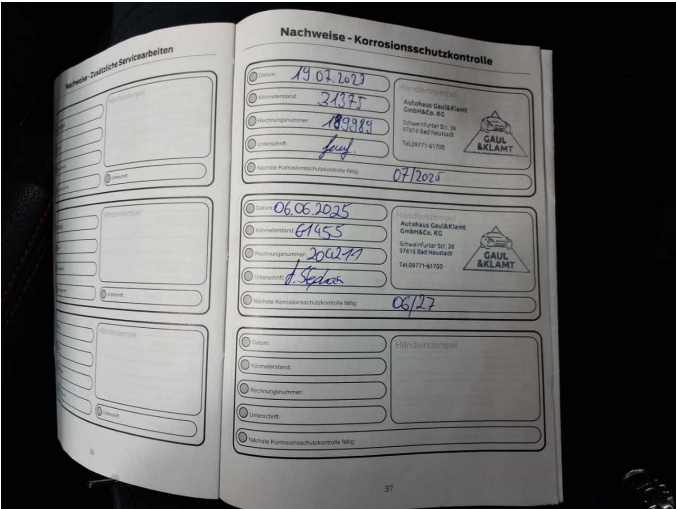 Nachweise - Zusätzliche Servicearbeiten
Händlerstempel
Unterschrift:
Händlerstempel
Unterschrift:
Händlerstempel
Unterschrift:
36
Nachweise - Korrosionsschutzkontrolle
Datum: 19.07.2023
Kilometerstand: 31375
Rechnungsnummer: 189989
Unterschrift:
Nächste Korrosionsschutzkontrolle fällig: 07/2025
Händlerstempel
Autohaus Gaul&Klamt
GmbH&Co. KG
Schweinfurter Str. 38
97616 Bad Neustadt
Tel.09771-61700
GAUL
&KLAMT
Datum: 06.06.2025
Kilometerstand: 61455
Rechnungsnummer: 204211
Unterschrift:
Nächste Korrosionsschutzkontrolle fällig: 06/27
Händlerstempel
Autohaus Gaul&Klamt
GmbH&Co. KG
Schweinfurter Str. 38
97616 Bad Neustadt
Tel.09771-61700
GAUL
&KLAMT
Datum:
Kilometerstand:
Rechnungsnummer:
Unterschrift:
Nächste Korrosionsschutzkontrolle fällig:
Händlerstempel
37